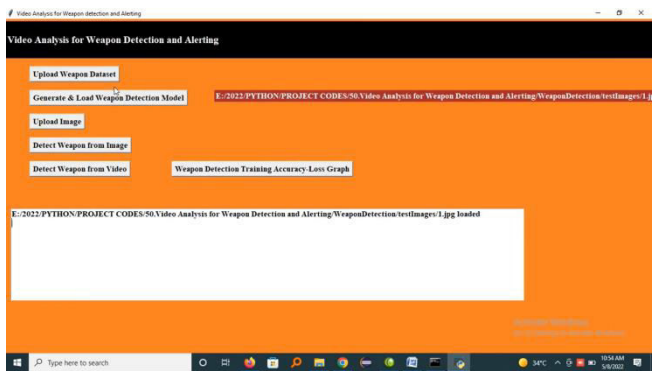 Video Analysis for Weapon detection and Alerting
Video Analysis for Weapon Detection and Alerting
Upload Weapon Dataset
Generate & Load Weapon Detection Model
E:/2022/PYTHON/PROJECT CODES/50.Video Analysis for Weapon Detection and Alerting/WeaponDetection/testImages/1.j
Upload Image
Detect Weapon from Image
Detect Weapon from Video
Weapon Detection Training Accuracy-Loss Graph
E:/2022/PYTHON/PROJECT CODES/50.Video Analysis for Weapon Detection and Alerting/WeaponDetection/testImages/1.jpg loaded
Type here to search
34°C
10:54 AM
5/8/2022